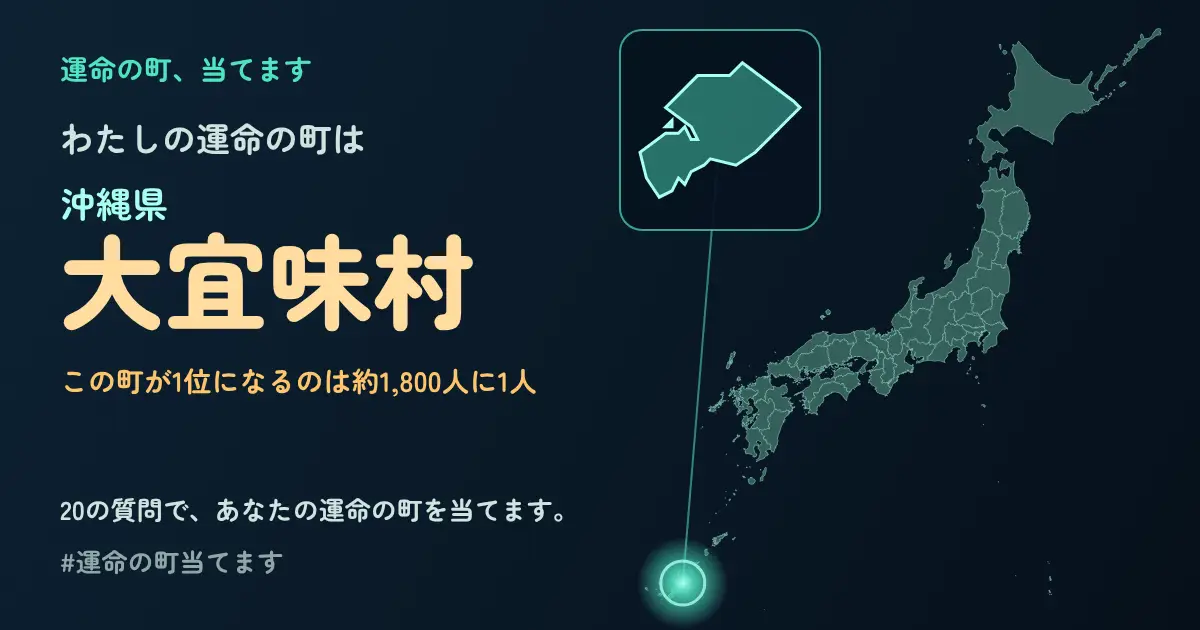 運命の町、当てます
わたしの運命の町は
沖縄県
大宜味村
この町が1位になるのは約1,800人に1人
20の質問で、あなたの運命の町を当てます。
#運命の町当てます